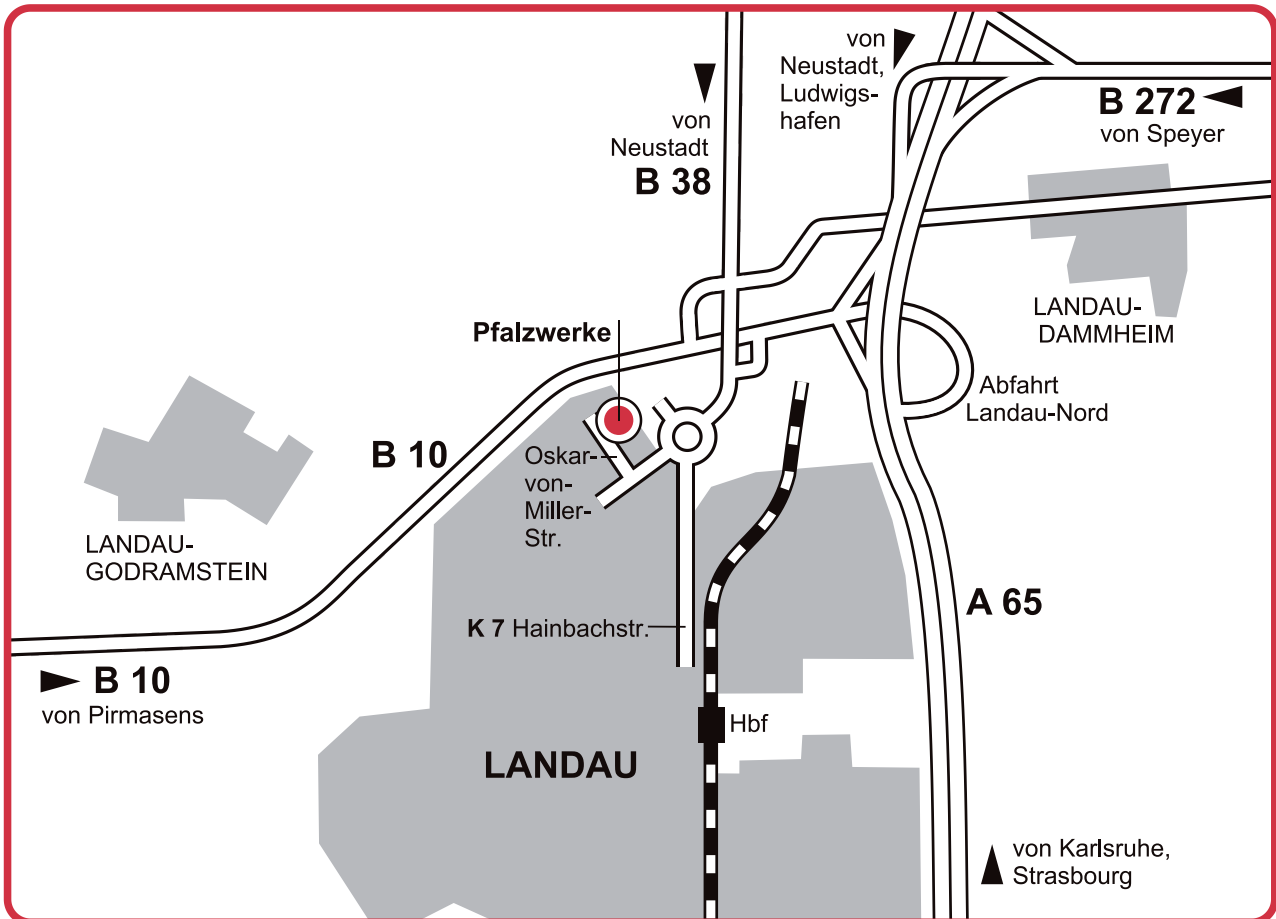 von
Neustadt,
Ludwigs-
hafen
B 272
von Speyer
von
Neustadt
B 38
LANDAU-
DAMMHEIM
Pfalzwerke
Abfahrt
Landau-Nord
B 10
Oskar-
von-
Miller-
Str.
LANDAU-
GODRAMSTEIN
A 65
K 7 Hainbachstr.
B 10
von Pirmasens
Hbf
LANDAU
von Karlsruhe,
Strasbourg